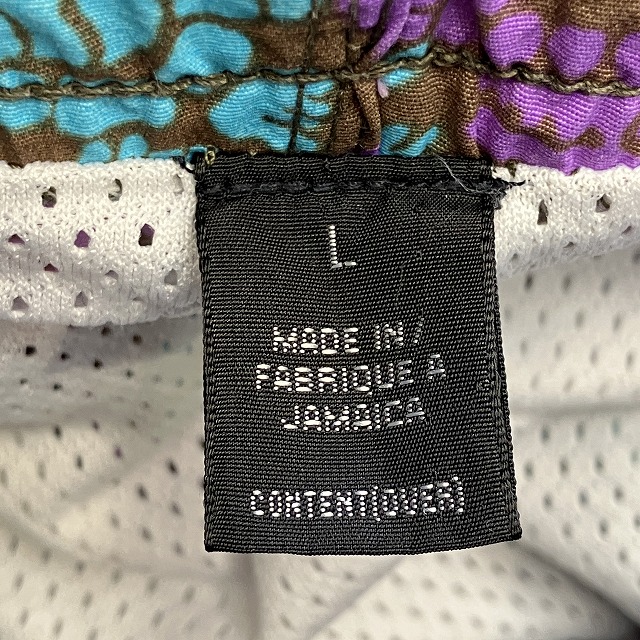 L
MADE IN/
FABRIQUE A
JAMAICA
CONTENT(OVER)